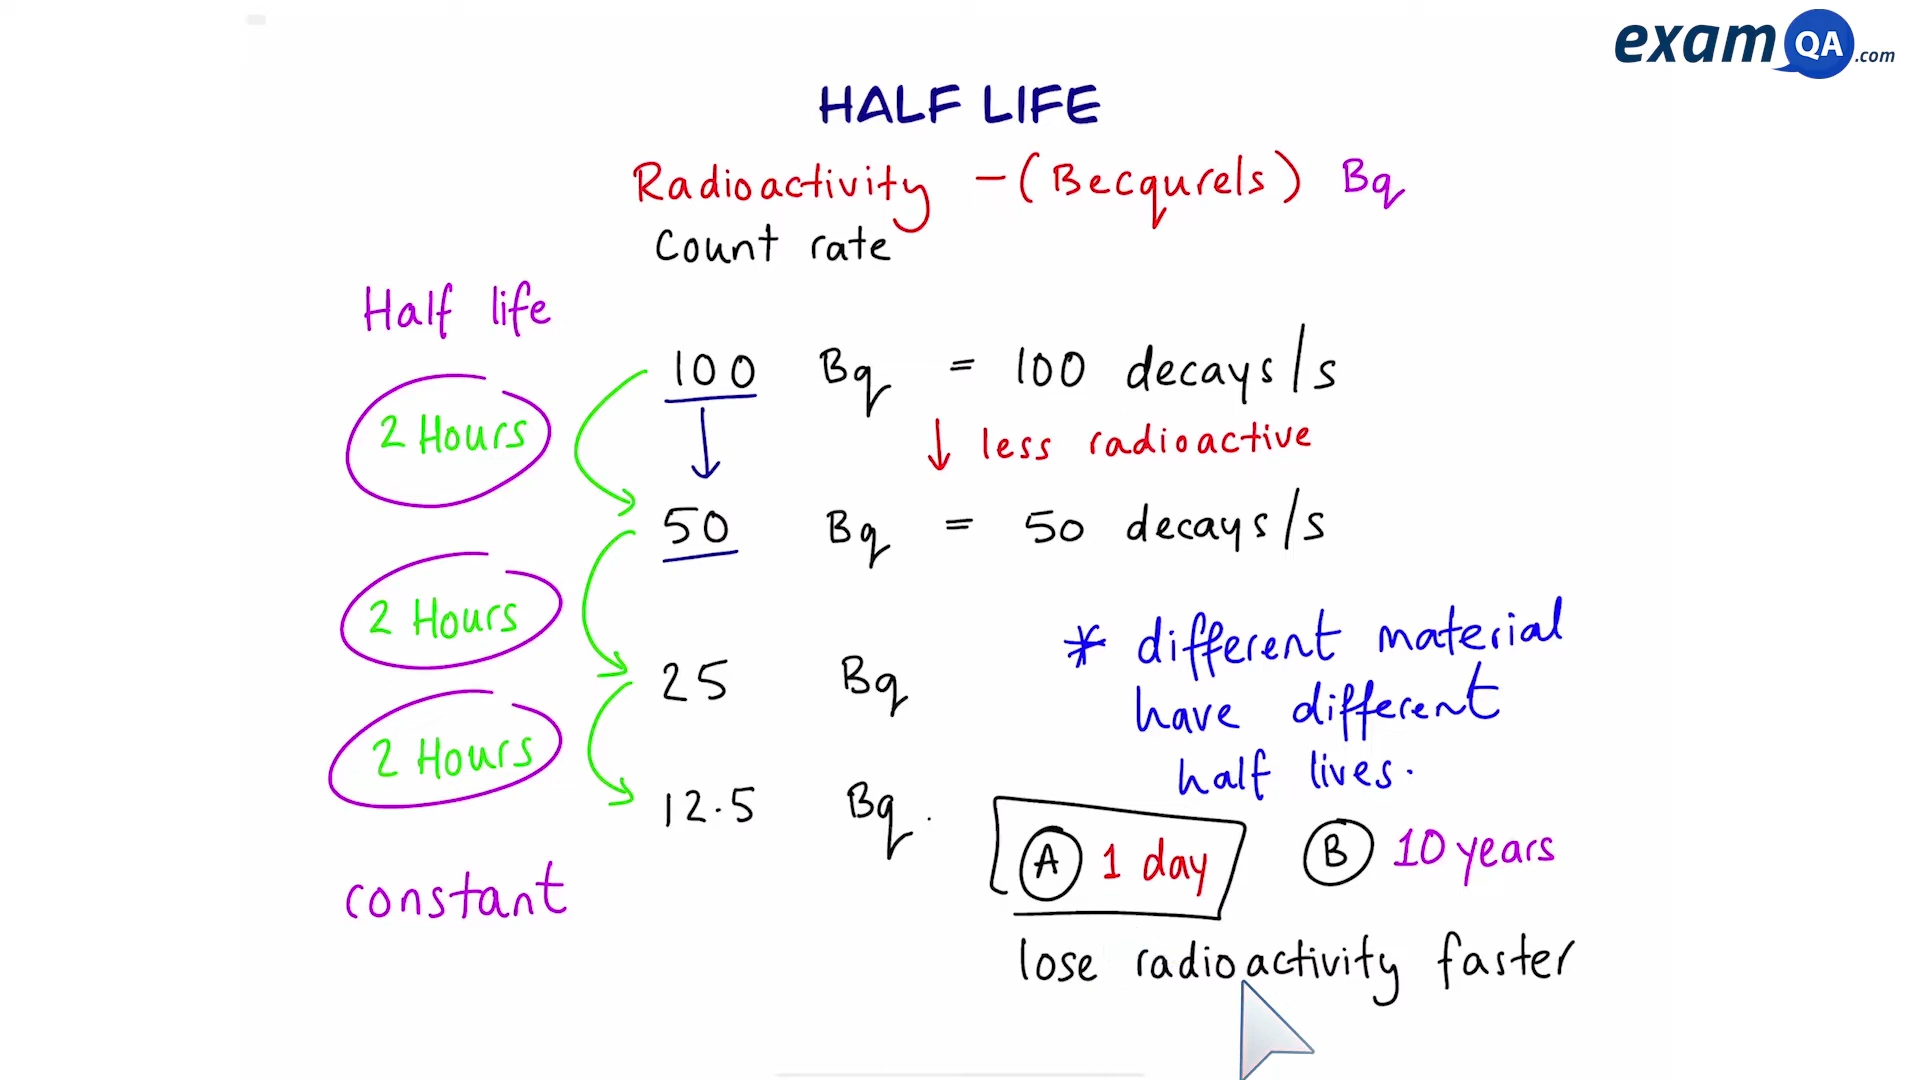 examQA.com
HALF LIFE
Radioactivity - (Becqurels) Bq
Count rate
Half life
100 Bq = 100 decays/s
2 Hours
↓ less radioactive
50 Bq = 50 decays/s
2 Hours
25 Bq
* different material
have different
half lives.
2 Hours
12.5 Bq.
A 1 day
B 10 years
constant
lose radioactivity faster